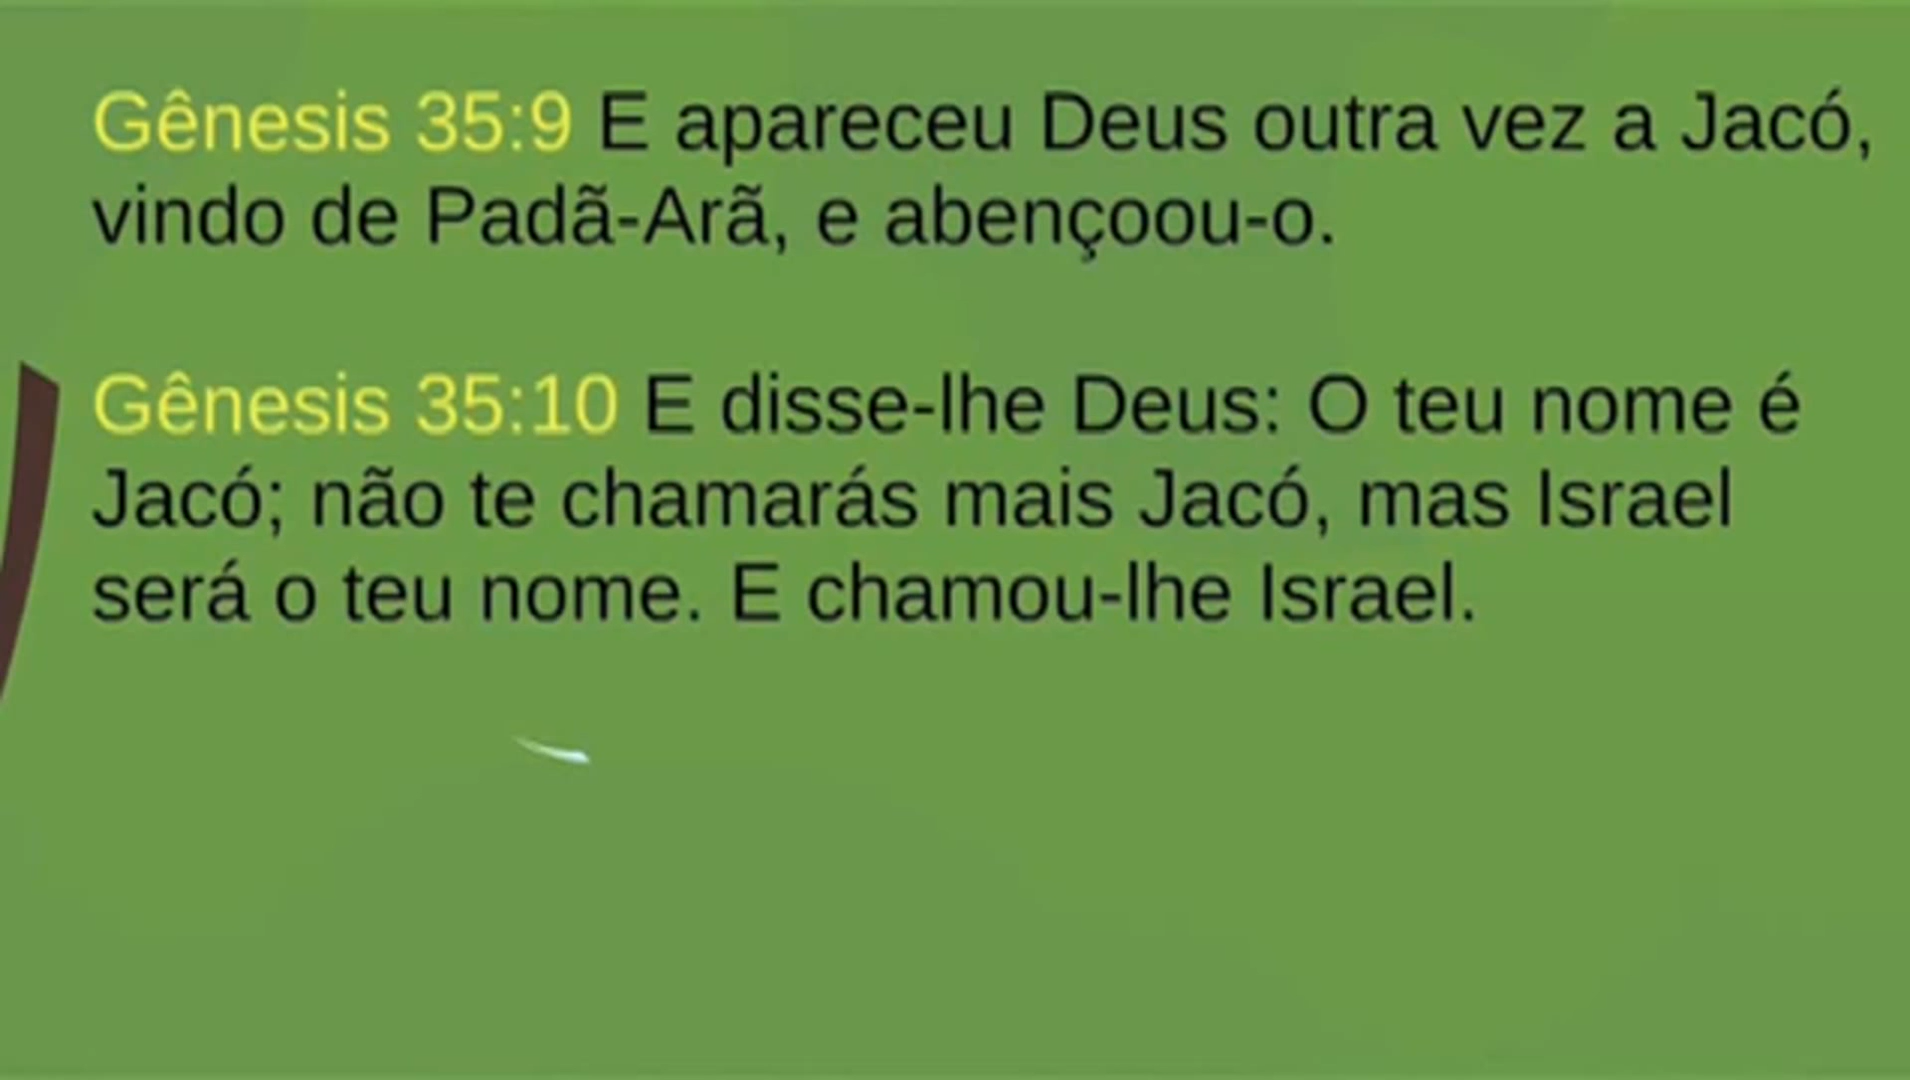 Gênesis 35:9 E apareceu Deus outra vez a Jacó,
vindo de Padã-Arã, e abençoou-o.
Gênesis 35:10 E disse-lhe Deus: O teu nome é
Jacó; não te chamarás mais Jacó, mas Israel
será o teu nome. E chamou-lhe Israel.